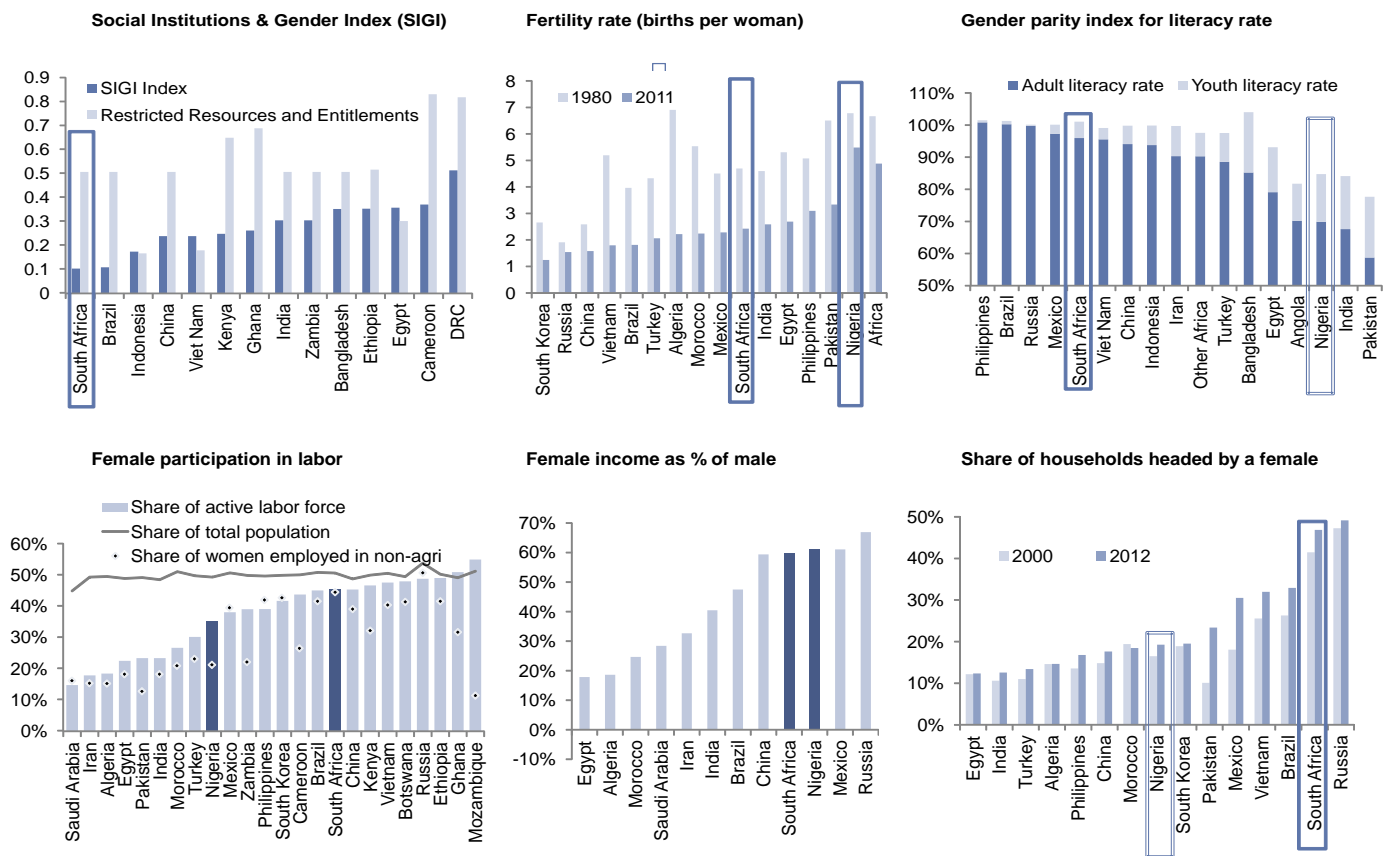 Social Institutions & Gender Index (SIGI)
0.9
0.8
0.7
0.6
0.5
0.4
0.3
0.2
0.1
0
SIGI Index
Restricted Resources and Entitlements
South Africa
Brazil
Indonesia
China
Viet Nam
Kenya
Ghana
India
Zambia
Bangladesh
Ethiopia
Egypt
Cameroon
DRC
Fertility rate (births per woman)
8
7
6
5
4
3
2
1
0
1980
2011
South Korea
Russia
China
Vietnam
Brazil
Turkey
Algeria
Morocco
Mexico
South Africa
India
Egypt
Philippines
Pakistan
Nigeria
Africa
Gender parity index for literacy rate
110%
100%
90%
80%
70%
60%
50%
Adult literacy rate
Youth literacy rate
Philippines
Brazil
Russia
Mexico
South Africa
Viet Nam
China
Indonesia
Iran
Other Africa
Turkey
Bangladesh
Egypt
Angola
Nigeria
India
Pakistan
Female participation in labor
Share of active labor force
Share of total population
Share of women employed in non-agri
60%
50%
40%
30%
20%
10%
0%
Saudi Arabia
Iran
Algeria
Egypt
Pakistan
India
Morocco
Turkey
Nigeria
Mexico
Zambia
Philippines
South Korea
Cameroon
Brazil
South Africa
China
Kenya
Vietnam
Botswana
Russia
Ethiopia
Ghana
Mozambique
Female income as % of male
70%
60%
50%
40%
30%
20%
10%
0%
-10%
Egypt
Algeria
Morocco
Saudi Arabia
Iran
India
Brazil
China
South Africa
Nigeria
Mexico
Russia
Share of households headed by a female
50%
40%
30%
20%
10%
0%
2000
2012
Egypt
India
Turkey
Algeria
Philippines
China
Morocco
Nigeria
South Korea
Pakistan
Mexico
Vietnam
Brazil
South Africa
Russia